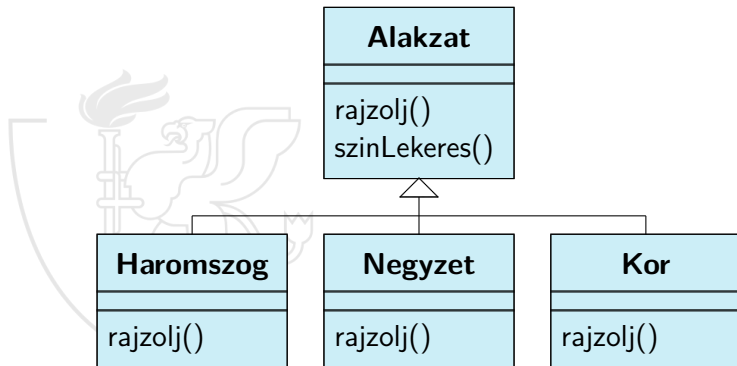 Alakzat
rajzolj()
szinLekeres()
Haromszog
rajzolj()
Negyzet
rajzolj()
Kor
rajzolj()